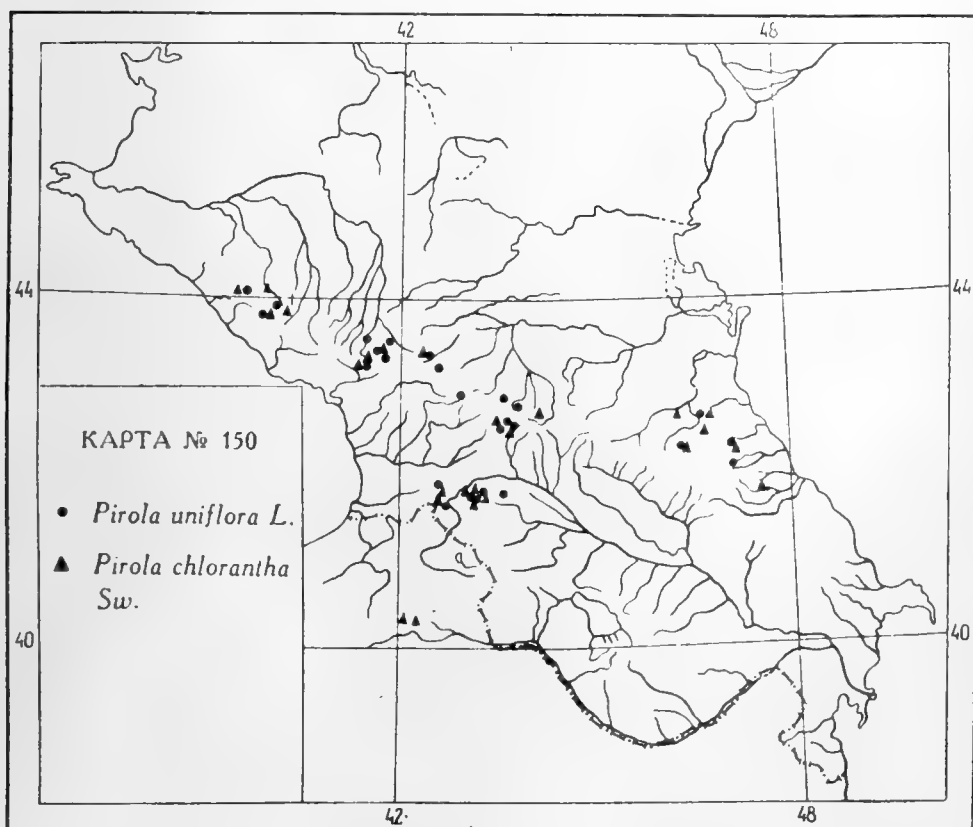 42 48
44 44
КАРТА № 150
Pirola uniflora L.
Pirola chlorantha
Sw.
40 40
42 48